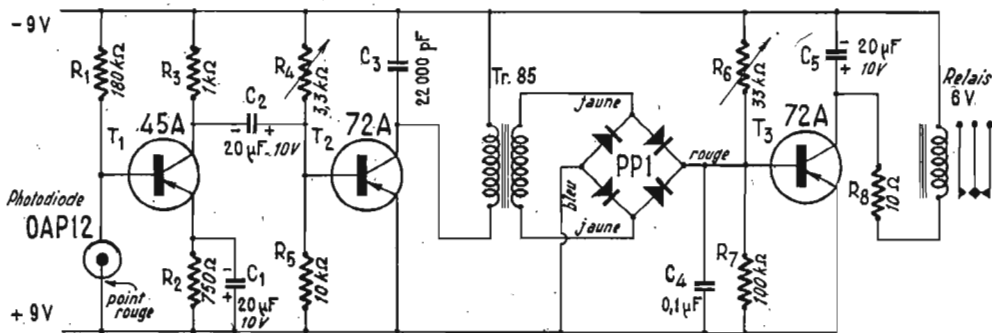 -9V
R1
180kΩ
R3
1kΩ
R4
3,3kΩ
C3
22000 pF
Tr. 85
jaune
R6
33kΩ
C5
- 20µF
+ 10V
Relais
6V
T1
45A
C2
- +
20µF-10V
T2
72A
PP1
rouge
T3
72A
R8
10Ω
Photodiode
OAP12
bleu
jaune
point
rouge
R2
750Ω
-
C1
+
20µF
10V
R5
10kΩ
C4
0,1µF
R7
100kΩ
+9V